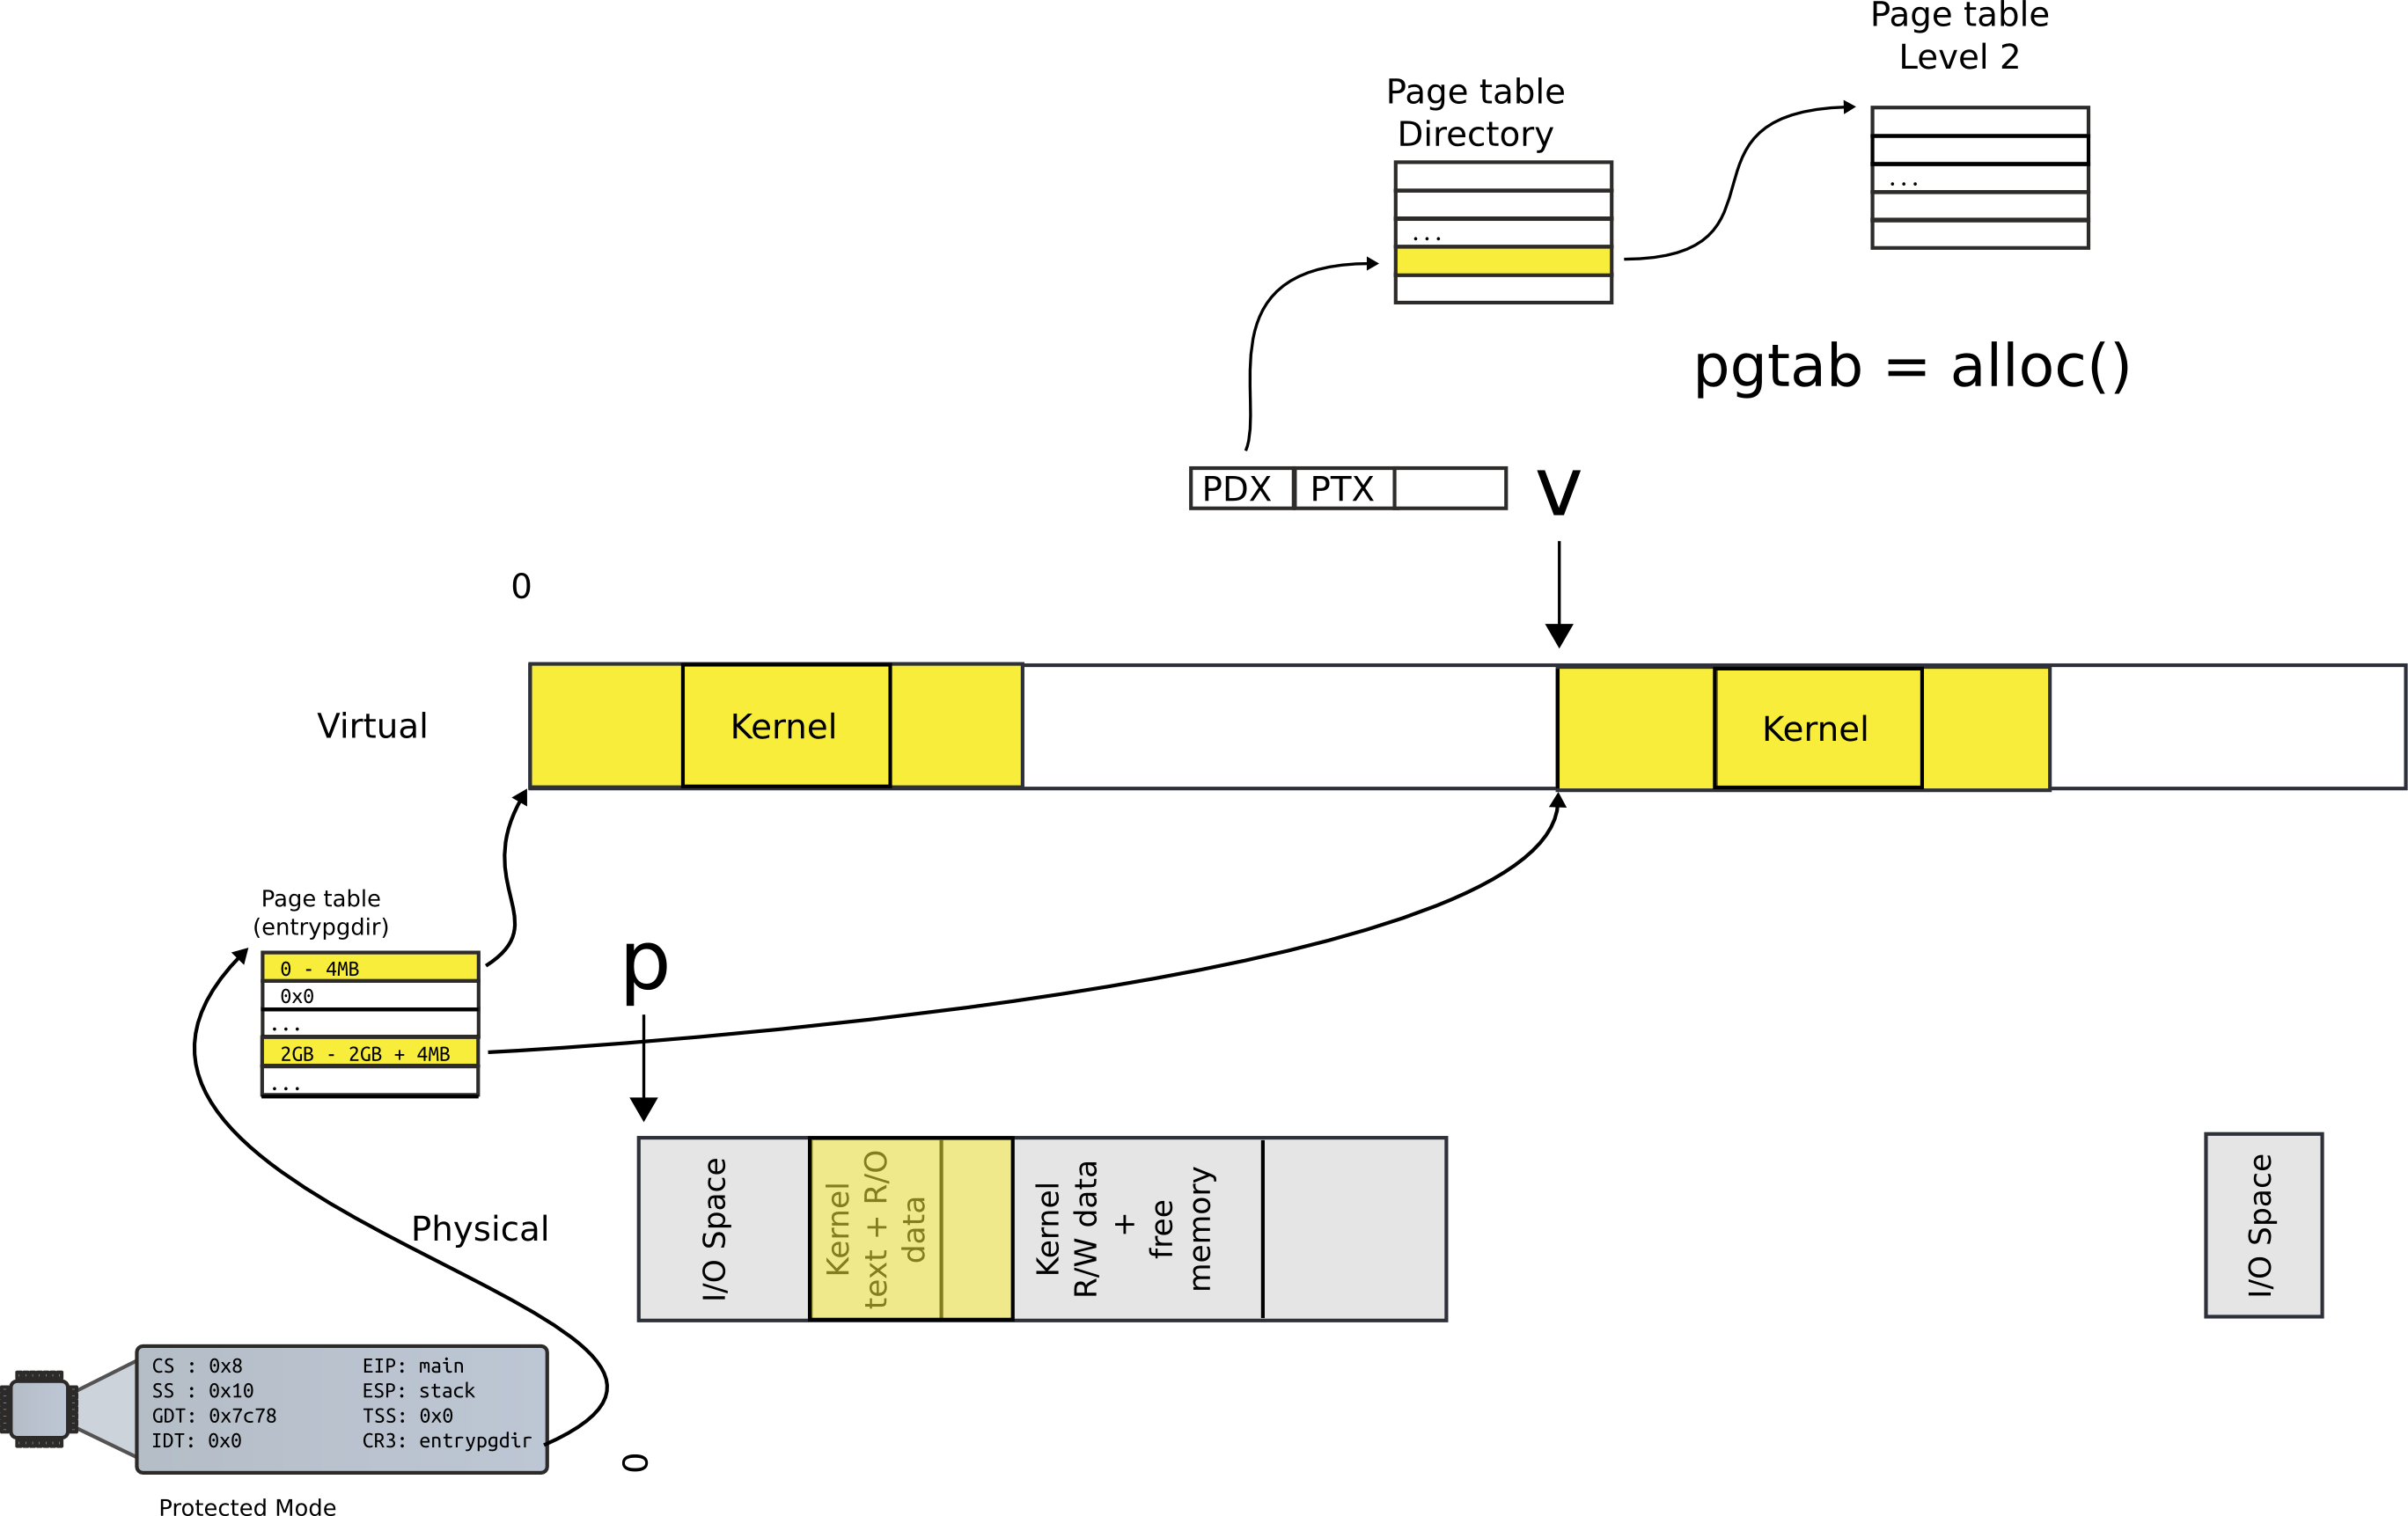 Page table
Level 2
Page table
Directory
...
...
pgtab = alloc()
PDX PTX
v
0
Virtual
Kernel
Kernel
Page table
(entrypgdir)
0 - 4MB
0x0
...
2GB - 2GB + 4MB
...
p
Physical
I/O Space
Kernel
text + R/O
data
Kernel
R/W data
+
free
memory
I/O Space
CS : 0x8 EIP: main
SS : 0x10 ESP: stack
GDT: 0x7c78 TSS: 0x0
IDT: 0x0 CR3: entrypgdir
0
Protected Mode